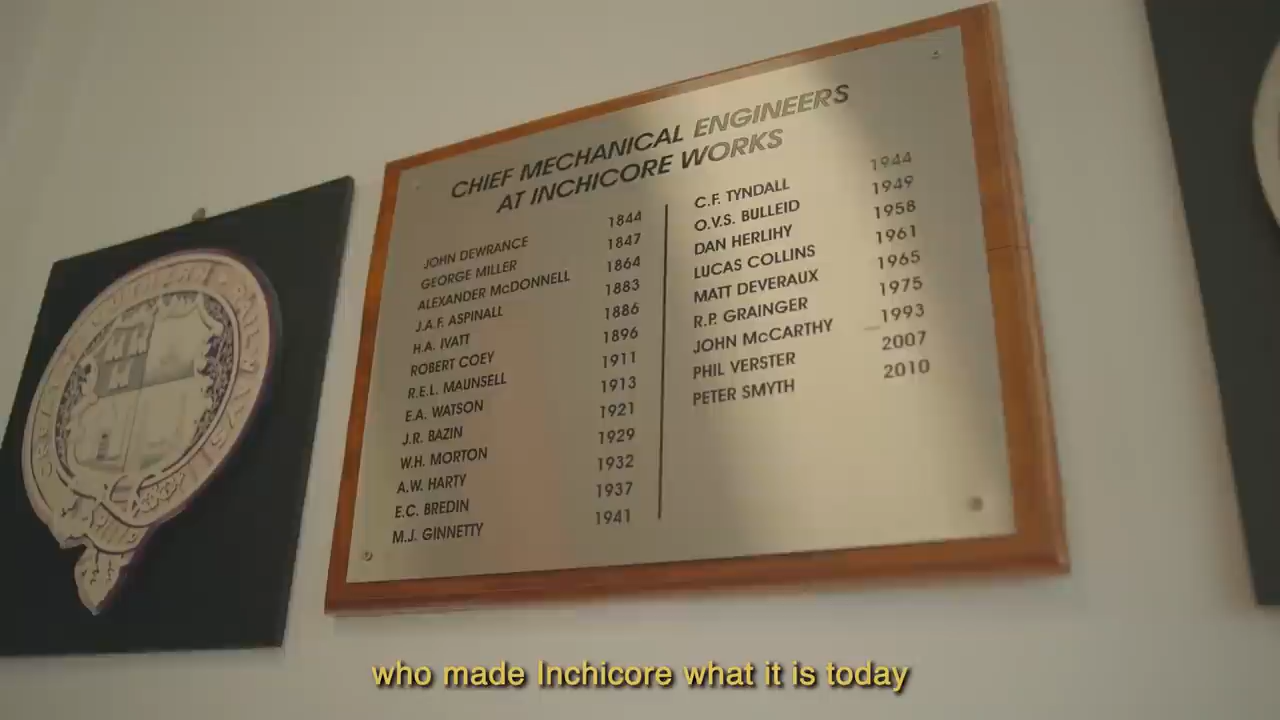 CHIEF MECHANICAL ENGINEERS
AT INCHICORE WORKS
JOHN DEWRANCE 1844
GEORGE MILLER 1847
ALEXANDER McDONNELL 1864
J.A.F. ASPINALL 1883
H.A. IVATT 1886
ROBERT COEY 1896
R.E.L. MAUNSELL 1911
E.A. WATSON 1913
J.R. BAZIN 1921
W.H. MORTON 1929
A.W. HARTY 1932
E.C. BREDIN 1937
M.J. GINNETTY 1941
C.F. TYNDALL 1944
O.V.S. BULLEID 1949
DAN HERLIHY 1958
LUCAS COLLINS 1961
MATT DEVERAUX 1965
R.P. GRAINGER 1975
JOHN McCARTHY 1993
PHIL VERSTER 2007
PETER SMYTH 2010
who made Inchicore what it is today